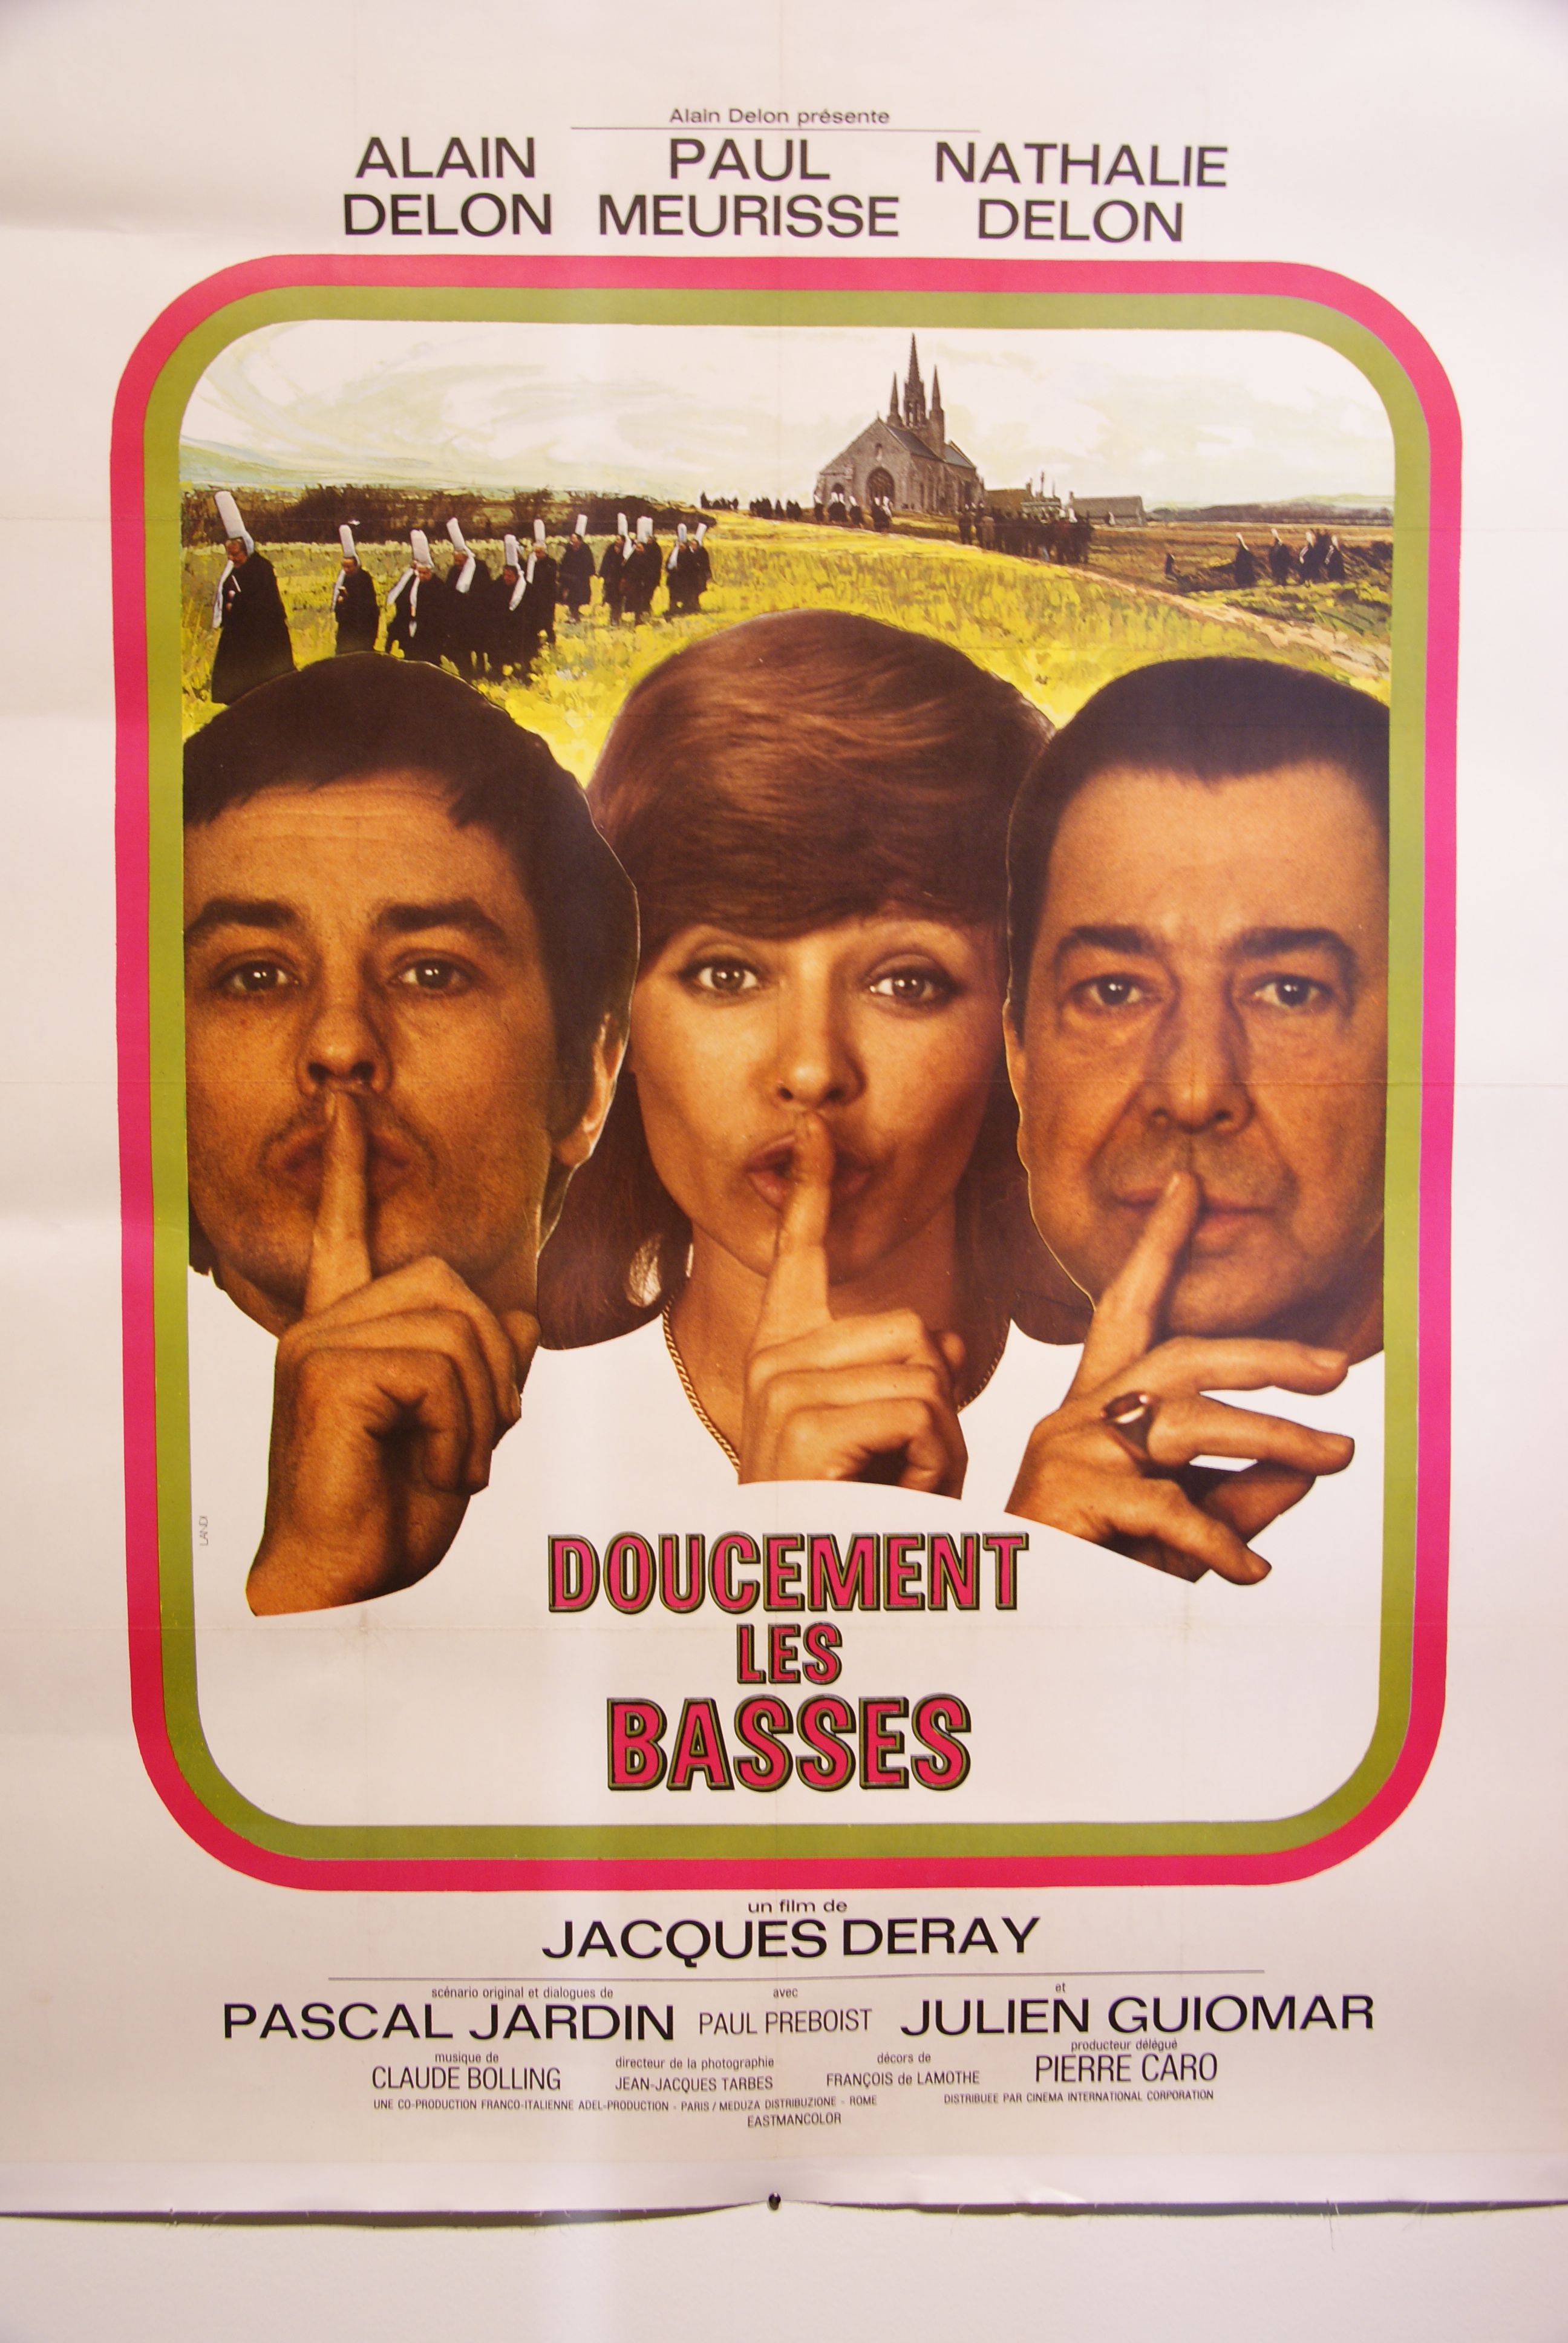 Alain Delon présente
ALAIN DELON
PAUL MEURISSE
NATHALIE DELON
LANDI
DOUCEMENT
LES
BASSES
un film de
JACQUES DERAY
scénario original et dialogues de
PASCAL JARDIN
avec
PAUL PREBOIST
et
JULIEN GUIOMAR
musique de
CLAUDE BOLLING
directeur de la photographie
JEAN-JACQUES TARBES
décors de
FRANÇOIS de LAMOTHE
producteur délégué
PIERRE CARO
UNE CO-PRODUCTION FRANCO-ITALIENNE ADEL-PRODUCTION - PARIS / MEDUZA DISTRIBUZIONE - ROME
DISTRIBUEE PAR CINEMA INTERNATIONAL CORPORATION
EASTMANCOLOR